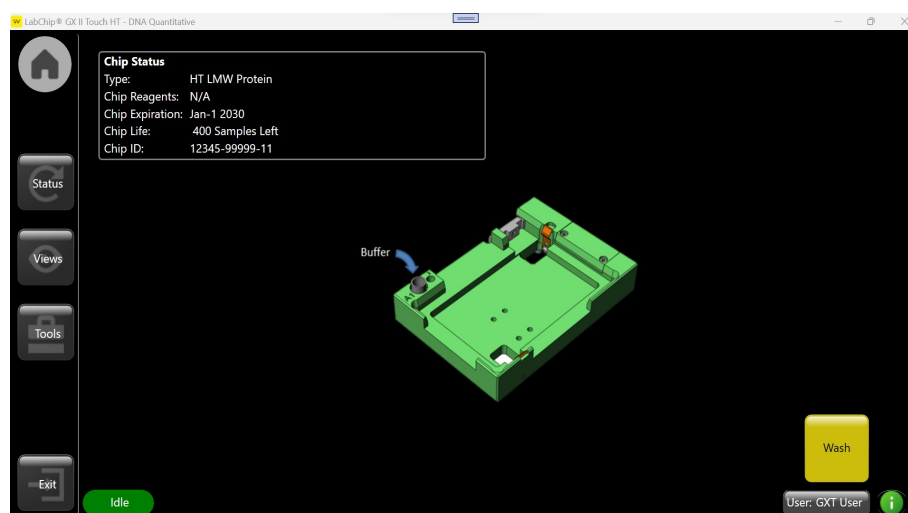 LabChip® GX II Touch HT - DNA Quantitative
Chip Status
Type: HT LMW Protein
Chip Reagents: N/A
Chip Expiration: Jan-1 2030
Chip Life: 400 Samples Left
Chip ID: 12345-99999-11
Status
Buffer
Views
A1
Tools
Wash
Exit
Idle
User: GXT User